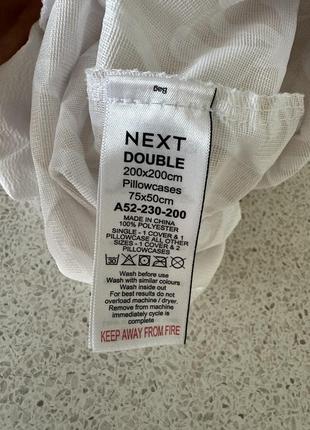 Bag
NEXT
DOUBLE
200x200cm
Pillowcases
75x50cm
A52-230-200
MADE IN CHINA
100% POLYESTER
SINGLE - 1 COVER & 1
PILLOWCASE ALL OTHER
SIZES - 1 COVER & 2
PILLOWCASES
30
Wash before use
Wash with similar colours
Wash inside out
For best results do not
overload machine / dryer.
Remove from machine
immediately cycle is
complete
KEEP AWAY FROM FIRE